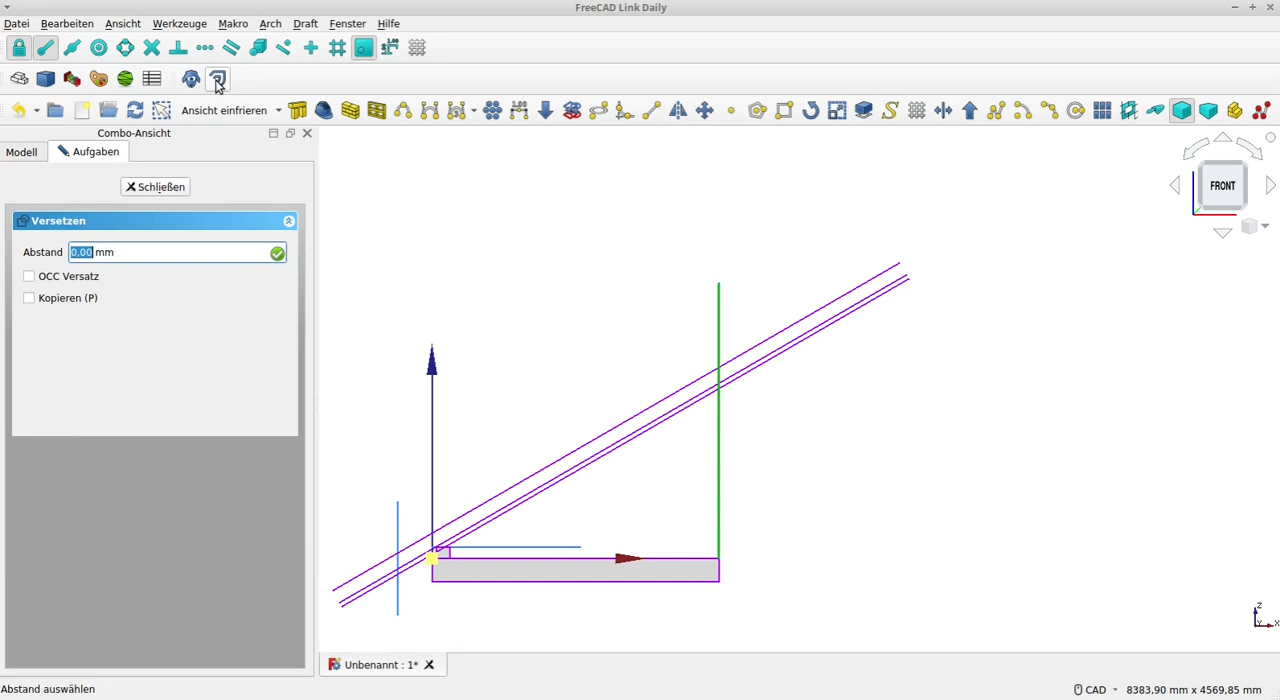 FreeCAD Link Daily
Datei Bearbeiten Ansicht Werkzeuge Makro Arch Draft Fenster Hilfe
Ansicht einfrieren
Combo-Ansicht
Modell Aufgaben
Schließen
Versetzen
Abstand 0,00 mm
OCC Versatz
Kopieren (P)
FRONT
Z
Y X
Unbenannt : 1*
Abstand auswählen CAD 8383,90 mm x 4569,85 mm